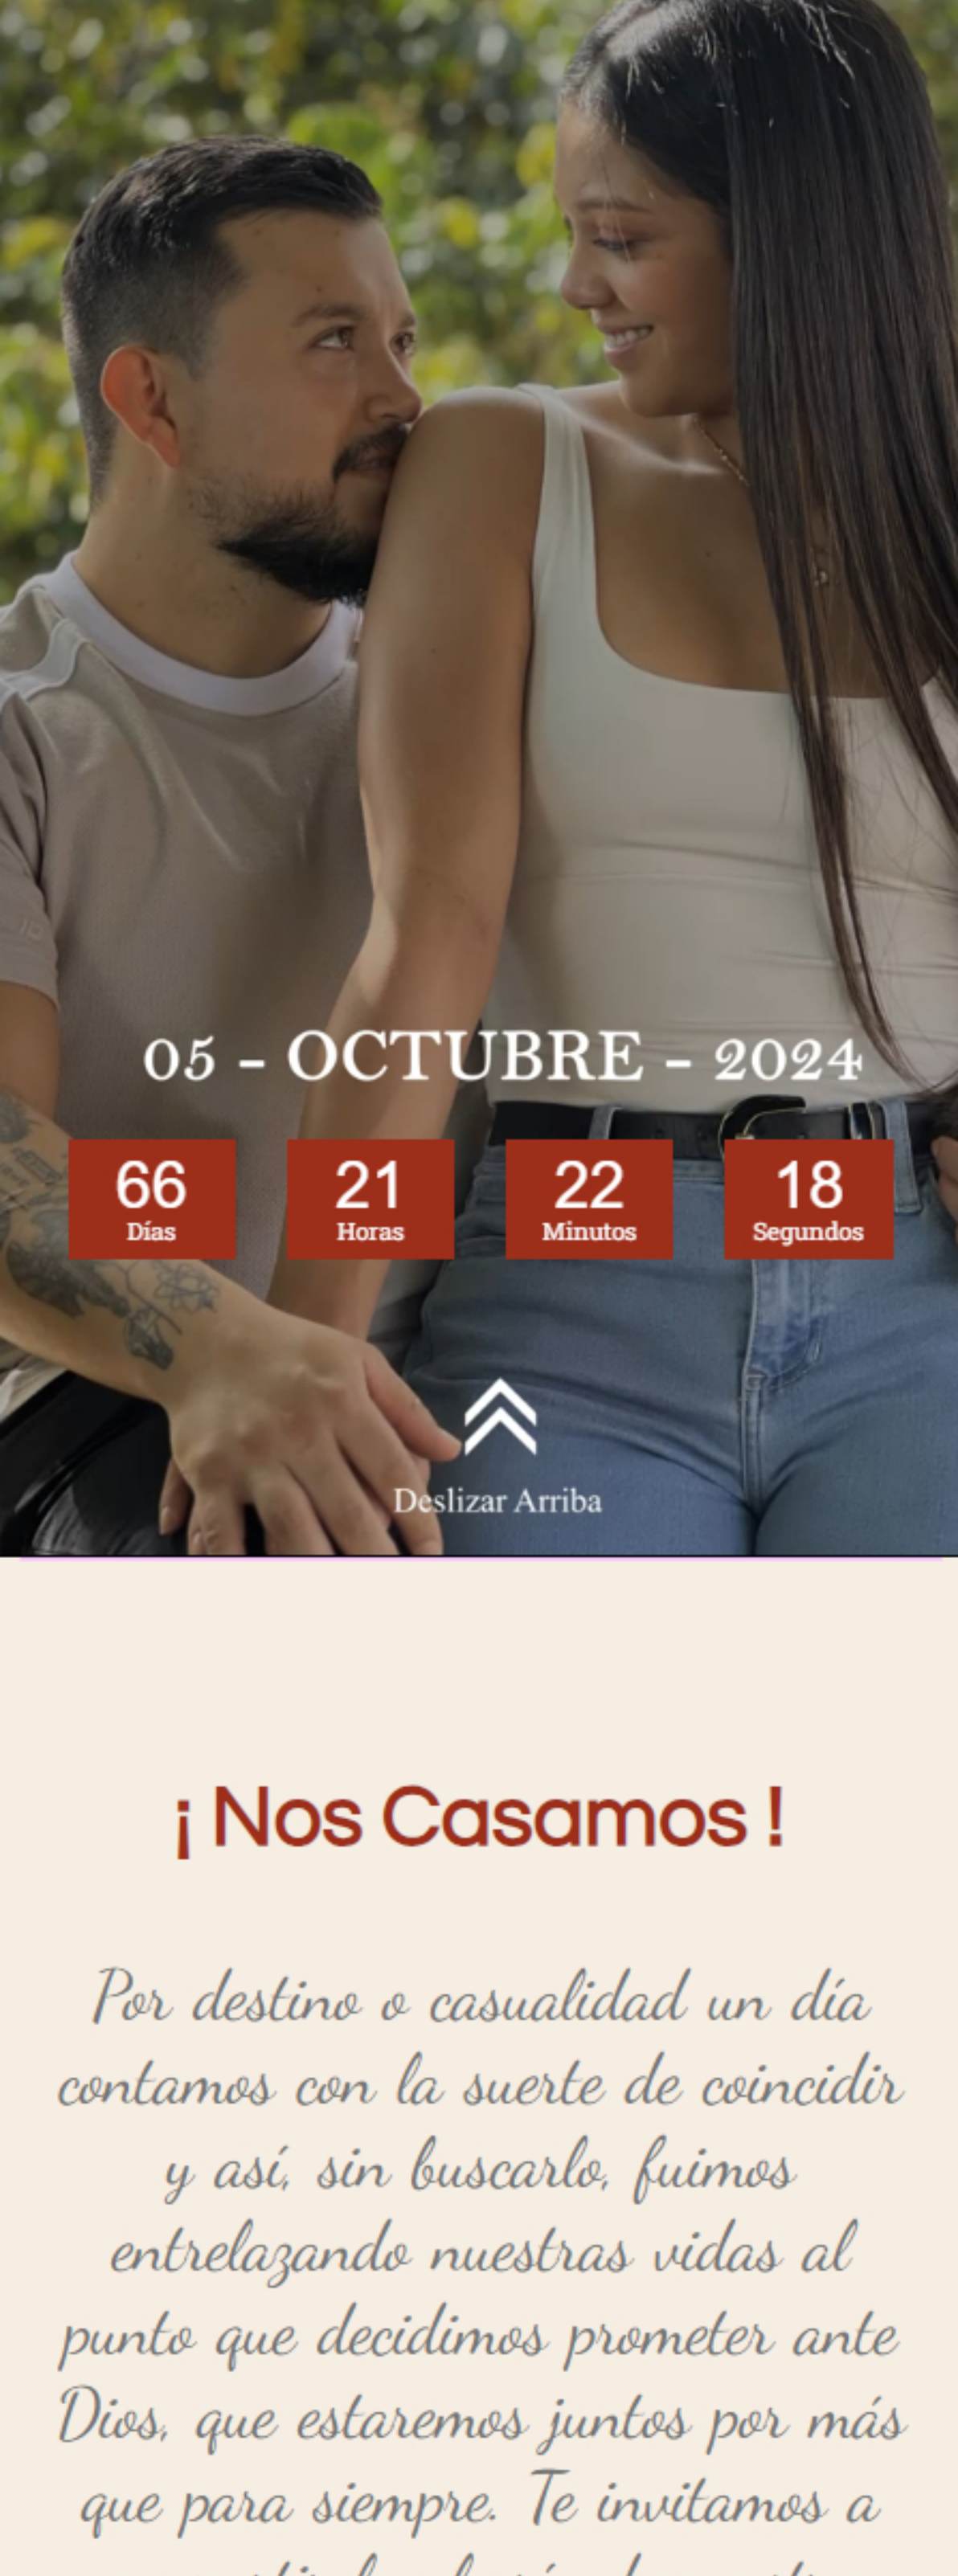 05 - OCTUBRE - 2024
66 21 22 18
Días Horas Minutos Segundos
Deslizar Arriba
¡ Nos Casamos !
Por destino o casualidad un día
contamos con la suerte de coincidir
y así, sin buscarlo, fuimos
entrelazando nuestras vidas al
punto que decidimos prometer ante
Dios, que estaremos juntos por más
que para siempre. Te invitamos a